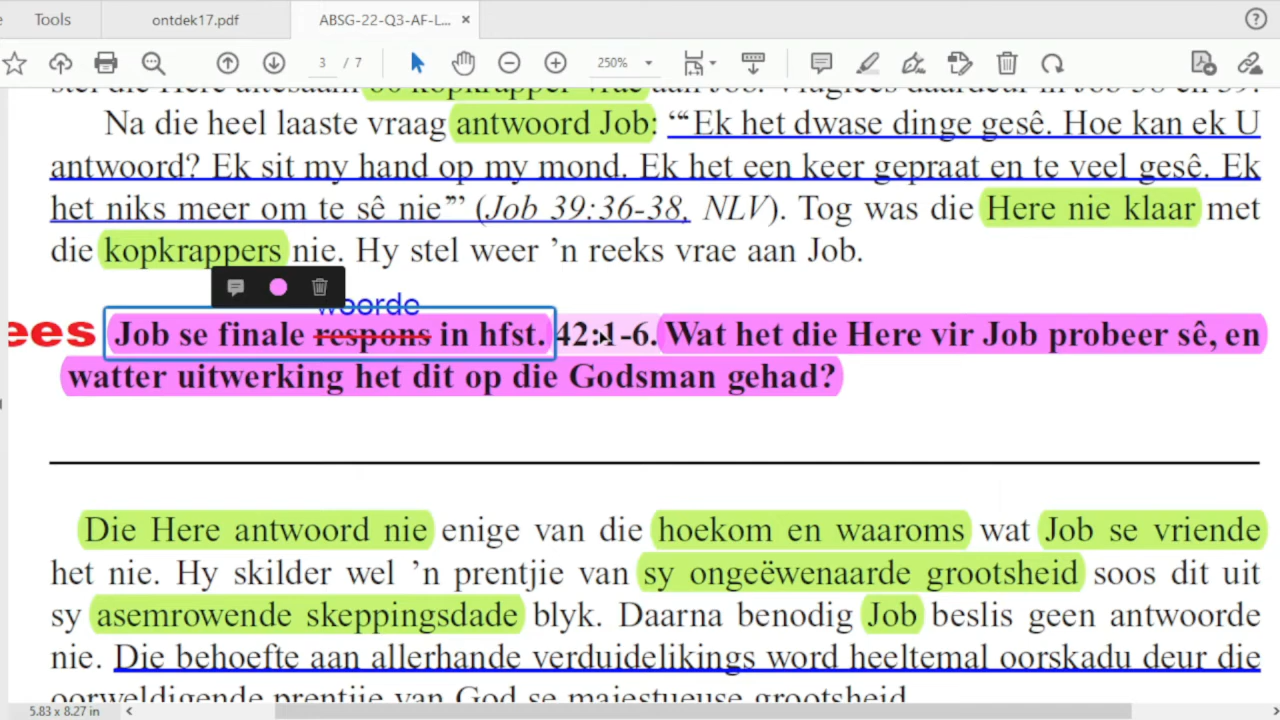 Tools
ontdek17.pdf
ABSG-22-Q3-AF-L... ×
3 / 7
250%
Na die heel laaste vraag antwoord Job: “‘Ek het dwase dinge gesê. Hoe kan ek U
antwoord? Ek sit my hand op my mond. Ek het een keer gepraat en te veel gesê. Ek
het niks meer om te sê nie’” (Job 39:36-38, NLV). Tog was die Here nie klaar met
die kopkrappers nie. Hy stel weer ’n reeks vrae aan Job.
woorde
ees Job se finale respons in hfst. 42:1-6. Wat het die Here vir Job probeer sê, en
watter uitwerking het dit op die Godsman gehad?
Die Here antwoord nie enige van die hoekom en waaroms wat Job se vriende
het nie. Hy skilder wel ’n prentjie van sy ongeëwenaarde grootsheid soos dit uit
sy asemrowende skeppingsdade blyk. Daarna benodig Job beslis geen antwoorde
nie. Die behoefte aan allerhande verduidelikings word heeltemal oorskadu deur die
oorweldigende prentjie van God se majestueuse grootsheid.
5.83 x 8.27 in